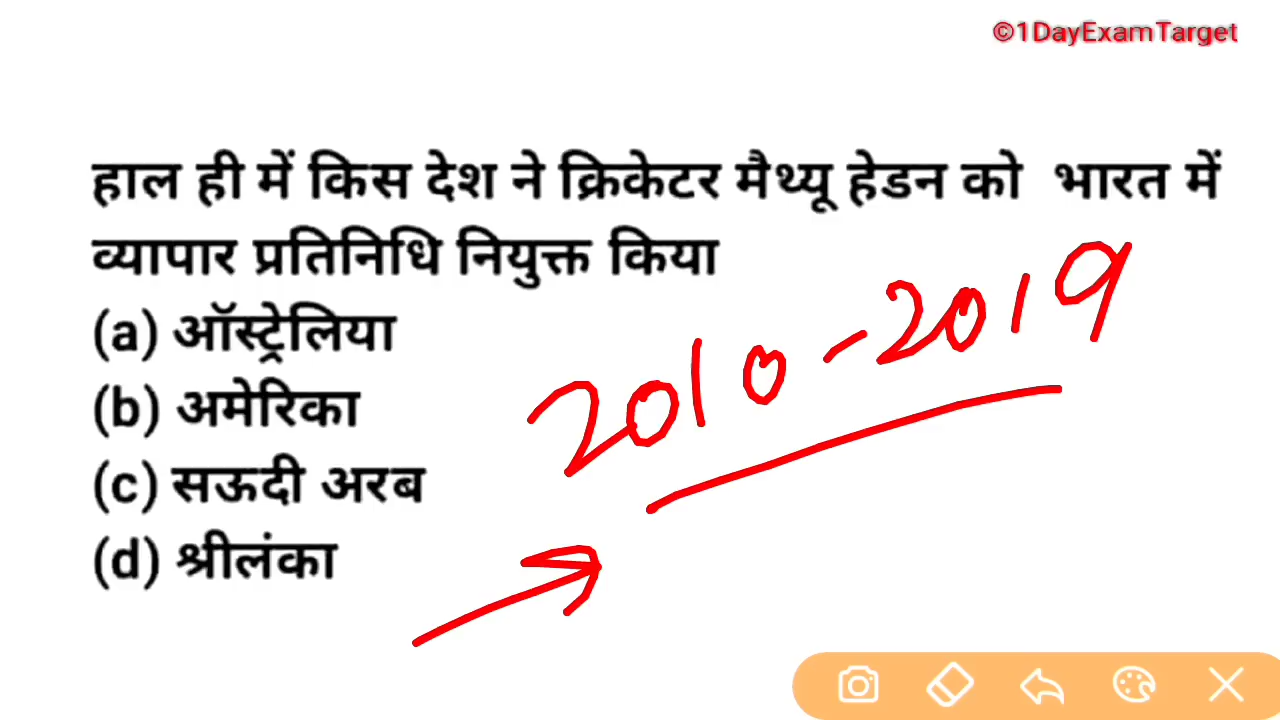 ©1DayExamTarget
हाल ही में किस देश ने क्रिकेटर मैथ्यू हेडन को भारत में
व्यापार प्रतिनिधि नियुक्त किया
(a) ऑस्ट्रेलिया
(b) अमेरिका
(c) सऊदी अरब
(d) श्रीलंका
2010-2019